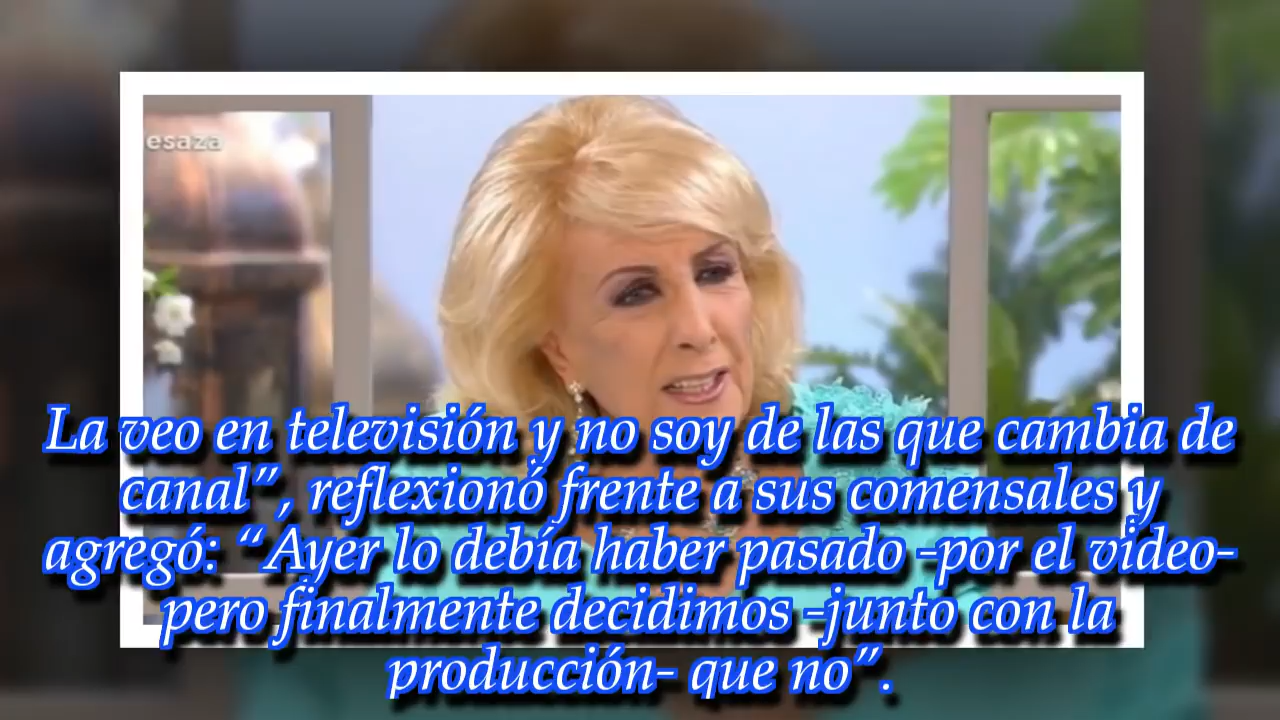 esaza
La veo en televisión y no soy de las que cambia de
canal”, reflexionó frente a sus comensales y
agregó: “Ayer lo debía haber pasado -por el video-
pero finalmente decidimos -junto con la
producción- que no”.